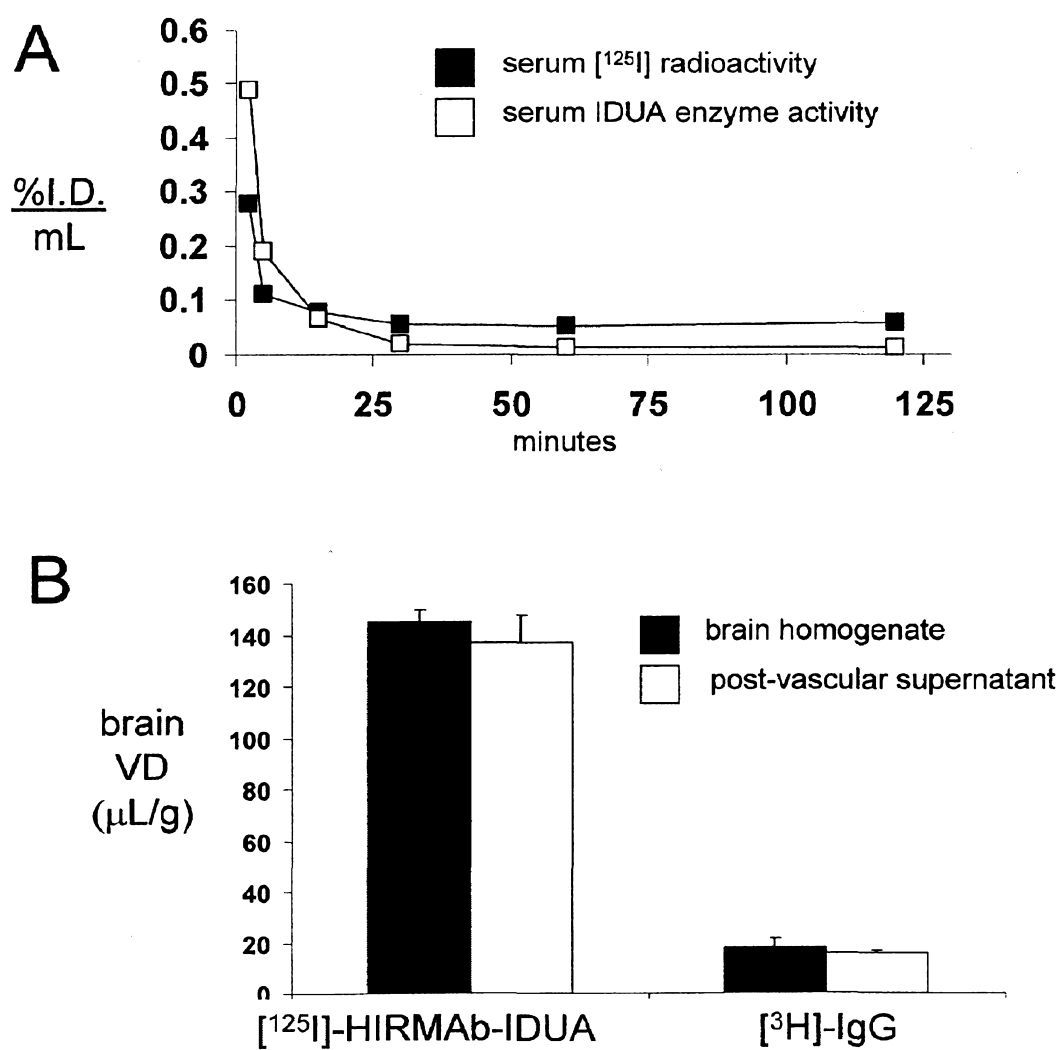 A
0.6
0.5
0.4
0.3
0.2
0.1
0
%I.D.
mL
serum [¹²⁵I] radioactivity
serum IDUA enzyme activity
0 25 50 75 100 125
minutes
B
160
140
120
100
80
60
40
20
0
brain
VD
(µL/g)
brain homogenate
post-vascular supernatant
[¹²⁵I]-HIRMAb-IDUA [³H]-IgG